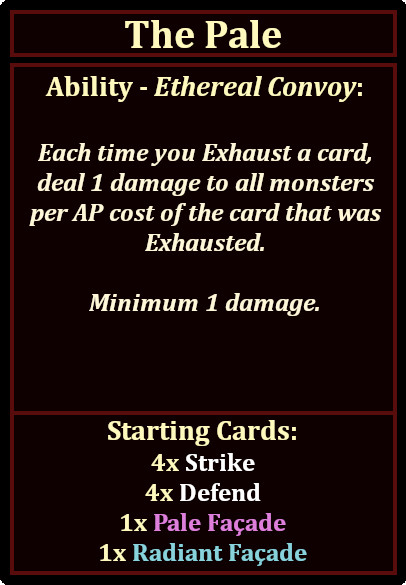 The Pale
Ability - Ethereal Convoy:
Each time you Exhaust a card,
deal 1 damage to all monsters
per AP cost of the card that was
Exhausted.
Minimum 1 damage.
Starting Cards:
4x Strike
4x Defend
1x Pale Façade
1x Radiant Façade